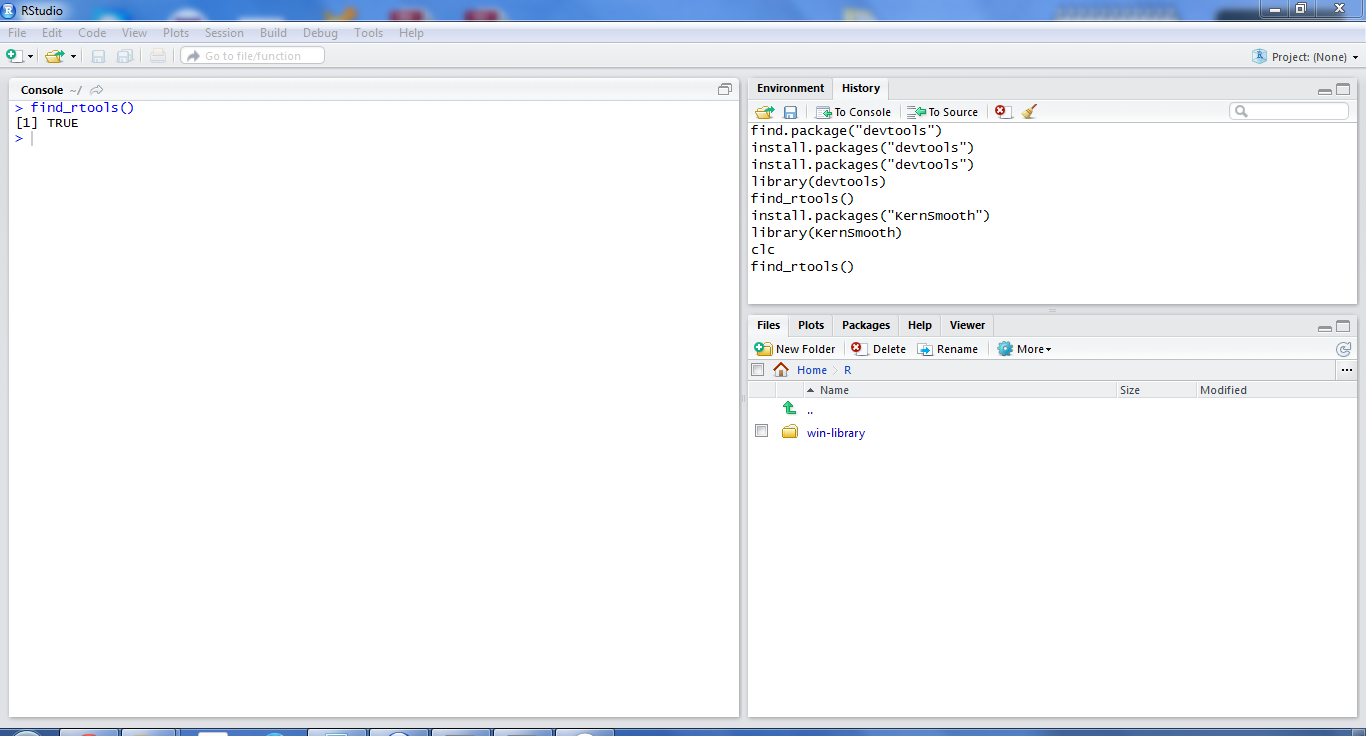 RStudio
File Edit Code View Plots Session Build Debug Tools Help
Go to file/function
Project: (None)
Console ~/
> find_rtools()
[1] TRUE
>
Environment History
To Console To Source
find.package("devtools")
install.packages("devtools")
install.packages("devtools")
library(devtools)
find_rtools()
install.packages("KernSmooth")
library(KernSmooth)
clc
find_rtools()
Files Plots Packages Help Viewer
New Folder Delete Rename More
Home R
Name Size Modified
..
win-library